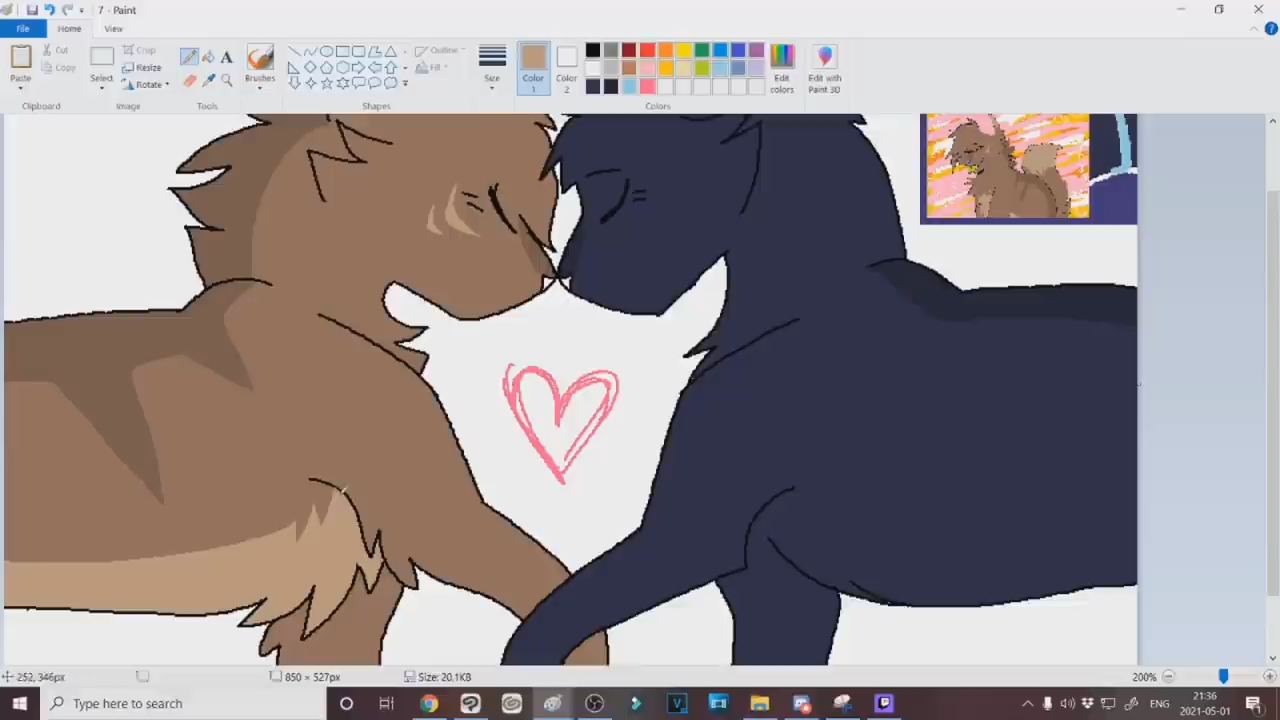 7 - Paint
File Home View
Paste Cut Copy
Select Crop Resize Rotate
A
Brushes
Outline Fill
Size
Color 1
Color 2
Edit colors
Edit with Paint 3D
Clipboard Image Tools Shapes Colors
252, 346px 850 × 527px Size: 20.1KB 200%
Type here to search V ENG 21:36
2021-05-01 1